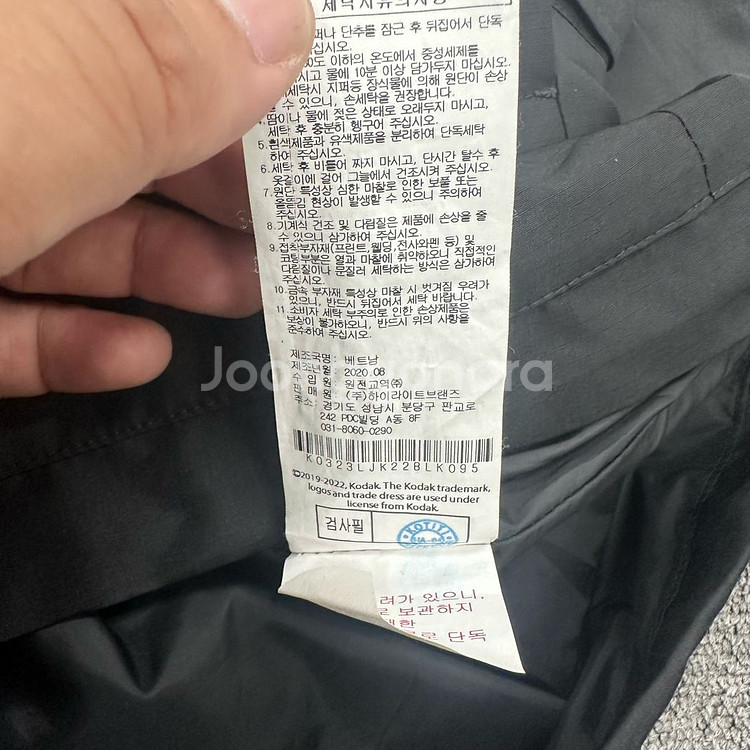 세탁시유의사항
퍼나 단추를 잠근 후 뒤집어서 단독
하십시오.
30도 이하의 온도에서 중성세제를
하시고 물에 10분 이상 담가두지 마십시오.
세탁시 지퍼등 장식물에 의해 원단이 손상
될 수 있으니, 손세탁을 권장합니다.
4.땀이나 물에 젖은 상태로 오래두지 마시고,
세탁 후 충분히 헹구어 주십시오.
5.흰색제품과 유색제품을 분리하여 단독세탁
하여 주십시오.
6.세탁 후 비틀어 짜지 마시고, 단시간 탈수 후
옷걸이에 걸어 그늘에서 건조시켜 주십시오.
7.원단 특성상 심한 마찰로 인한 보풀 또는
올뜯김 현상이 발생할 수 있으니 주의하여
주십시오.
8.기계식 건조 및 다림질은 제품에 손상을 줄
수 있으니 삼가하여 주십시오.
9.접착부자재(프린트,웰딩,전사와펜 등) 및
코팅부분은 열과 마찰에 취약하오니 직접적인
다림질이나 문질러 세탁하는 방식은 삼가하여
주십시오.
10.금속 부자재 특성상 마찰 시 벗겨짐 우려가
있으니, 반드시 뒤집어서 세탁 바랍니다.
11.소비자 세탁 부주의로 인한 손상제품은
보상이 불가하오니, 반드시 위의 사항을
준수하여 주십시오.
제조국명: 베트남
제조년월: 2020.08
수 입 원: 원전교역㈜
판 매 원: (주)하이라이트브랜즈
주소: 경기도 성남시 분당구 판교로
242 PDC빌딩 A동 8F
031-8060-0290
K0323LJK22BLK095
©2019-2022, Kodak. The Kodak trademark,
logos and trade dress are used under
license from Kodak.
검사필
KOTITI
려가 있으니.
로 보관하지
로 단독